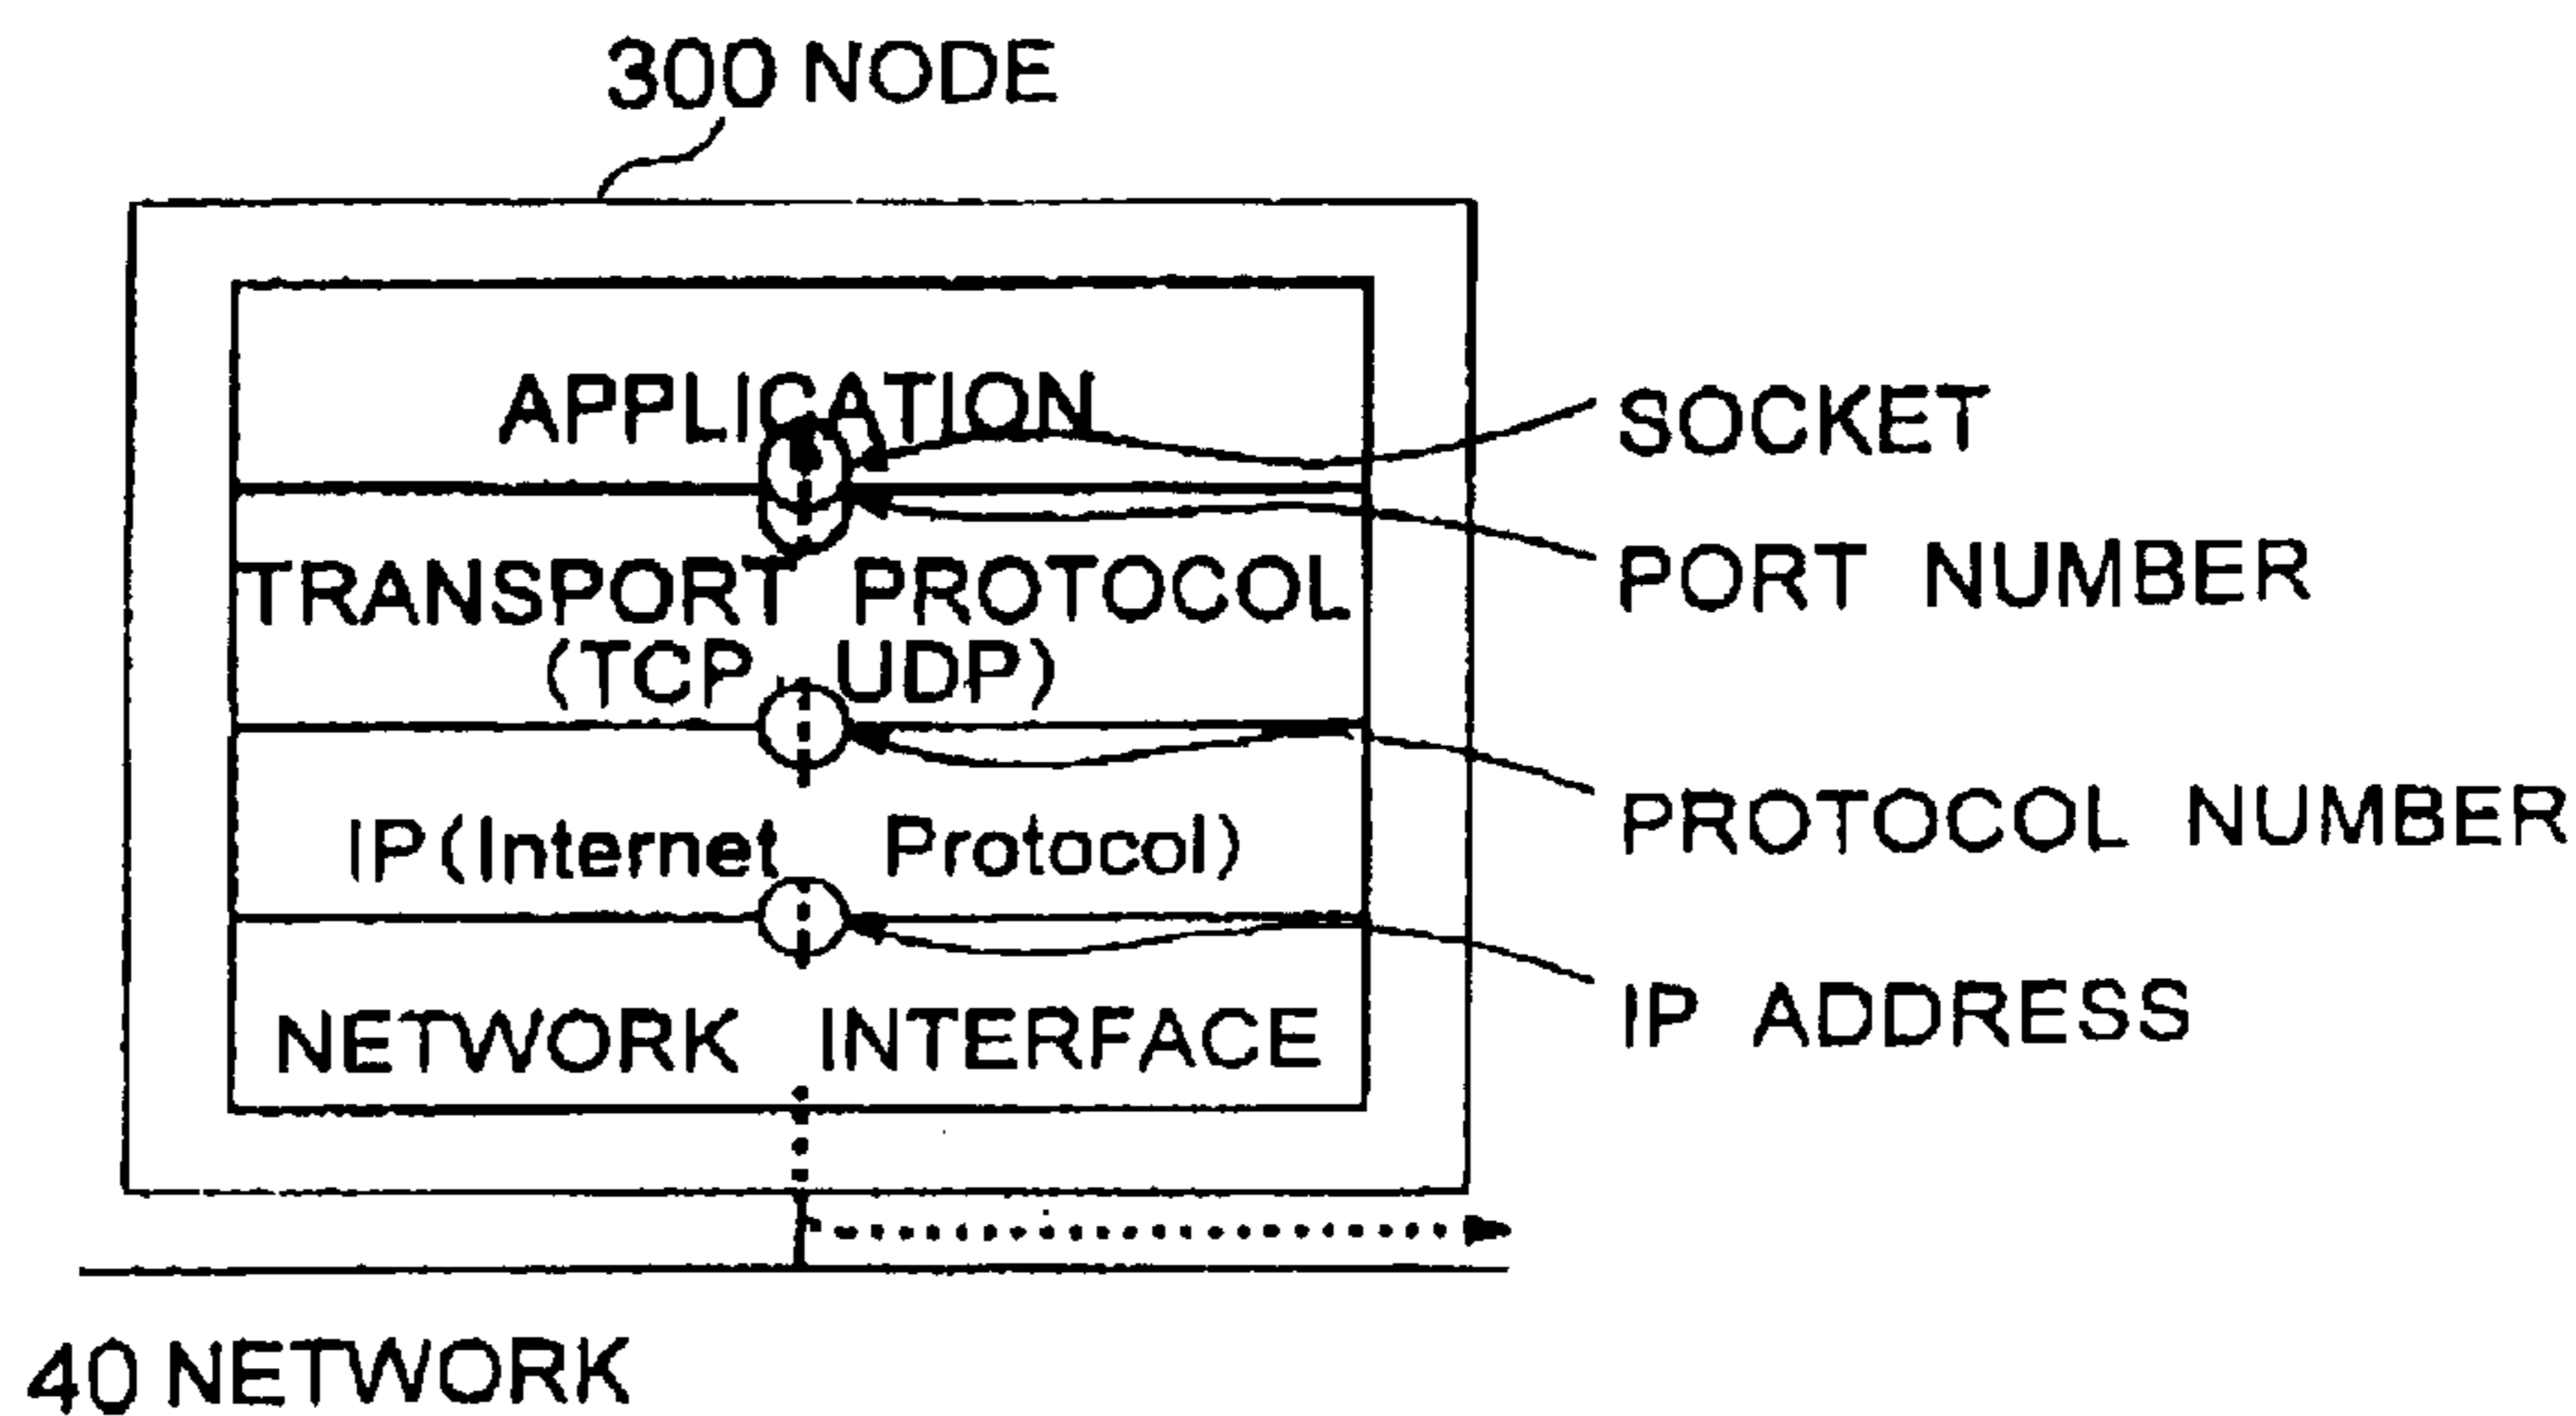 300 NODE
APPLICATION
SOCKET
PORT NUMBER
TRANSPORT PROTOCOL
(TCP, UDP)
PROTOCOL NUMBER
IP(Internet Protocol)
IP ADDRESS
NETWORK INTERFACE
40 NETWORK